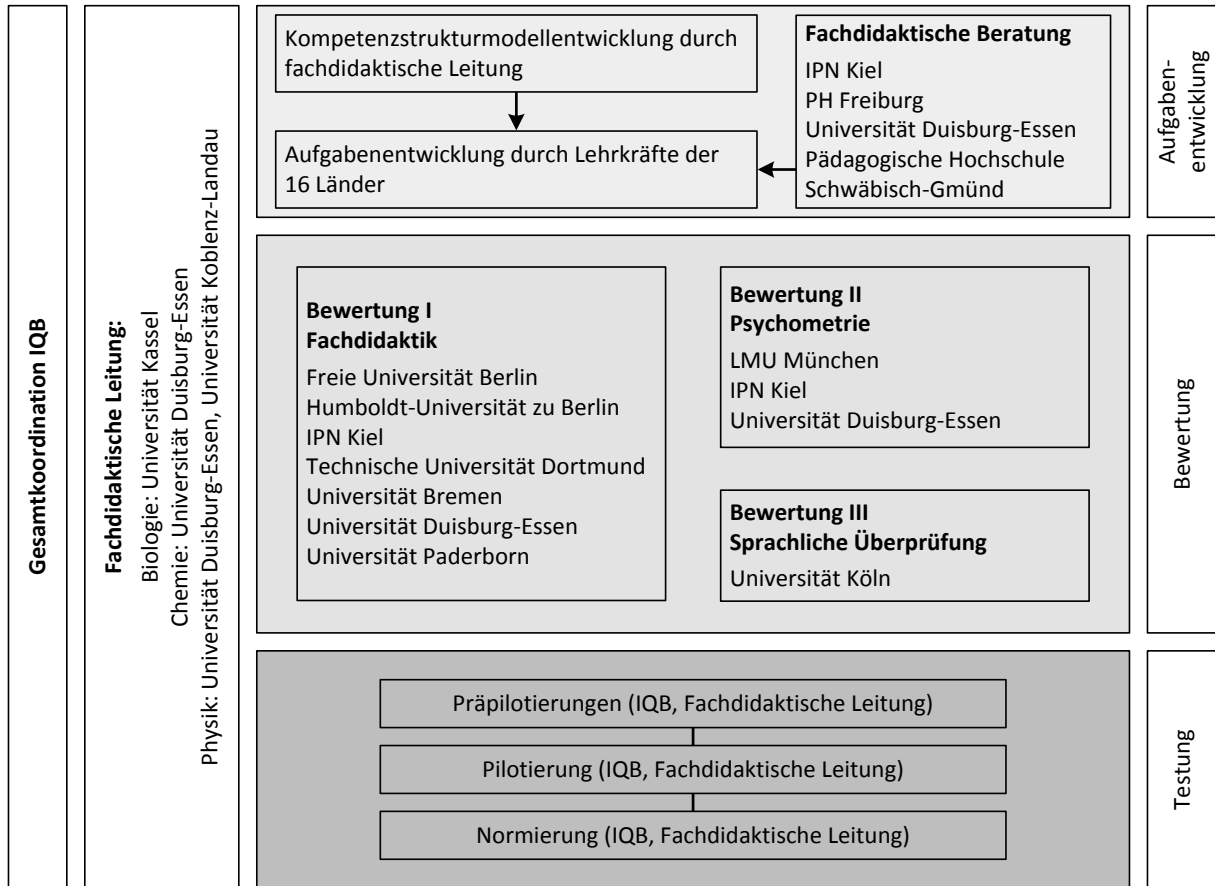 Gesamtkoordination IQB
Fachdidaktische Leitung:
Biologie: Universität Kassel
Chemie: Universität Duisburg-Essen
Physik: Universität Duisburg-Essen, Universität Koblenz-Landau
Kompetenzstrukturmodellentwicklung durch
fachdidaktische Leitung
Aufgabenentwicklung durch Lehrkräfte der
16 Länder
Fachdidaktische Beratung
IPN Kiel
PH Freiburg
Universität Duisburg-Essen
Pädagogische Hochschule
Schwäbisch-Gmünd
Aufgaben-
entwicklung
Bewertung I
Fachdidaktik
Freie Universität Berlin
Humboldt-Universität zu Berlin
IPN Kiel
Technische Universität Dortmund
Universität Bremen
Universität Duisburg-Essen
Universität Paderborn
Bewertung II
Psychometrie
LMU München
IPN Kiel
Universität Duisburg-Essen
Bewertung III
Sprachliche Überprüfung
Universität Köln
Bewertung
Präpilotierungen (IQB, Fachdidaktische Leitung)
Pilotierung (IQB, Fachdidaktische Leitung)
Normierung (IQB, Fachdidaktische Leitung)
Testung